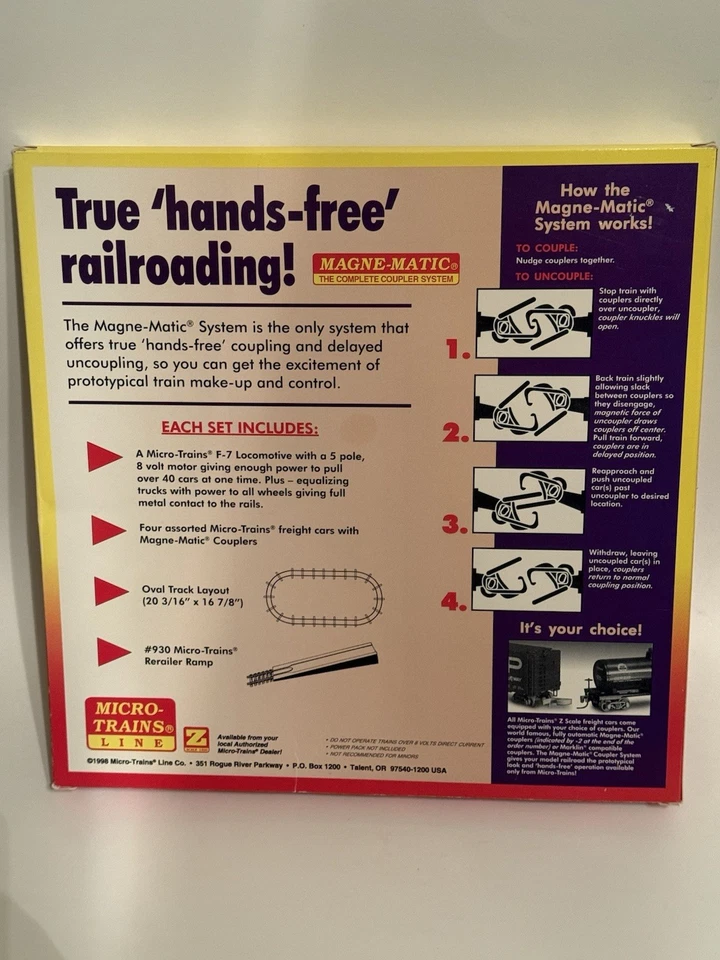 True 'hands-free'
railroading!
MAGNE-MATIC®
THE COMPLETE COUPLER SYSTEM
The Magne-Matic® System is the only system that
offers true 'hands-free' coupling and delayed
uncoupling, so you can get the excitement of
prototypical train make-up and control.
EACH SET INCLUDES:
A Micro-Trains® F-7 Locomotive with a 5 pole,
8 volt motor giving enough power to pull
over 40 cars at one time. Plus – equalizing
trucks with power to all wheels giving full
metal contact to the rails.
Four assorted Micro-Trains® freight cars with
Magne-Matic® Couplers
Oval Track Layout
(20 3/16" x 16 7/8")
#930 Micro-Trains®
Rerailer Ramp
MICRO-
TRAINS®
LINE
Z
Available from your
local Authorized
Micro-Trains® Dealer!
• DO NOT OPERATE TRAINS OVER 8 VOLTS DIRECT CURRENT
• POWER PACK NOT INCLUDED
• NOT RECOMMENDED FOR MINORS
©1998 Micro-Trains® Line Co. • 351 Rogue River Parkway • P.O. Box 1200 • Talent, OR 97540-1200 USA
How the
Magne-Matic®
System works!
TO COUPLE:
Nudge couplers together.
TO UNCOUPLE:
1.
Stop train with
couplers directly
over uncoupler,
coupler knuckles will
open.
2.
Back train slightly
allowing slack
between couplers so
they disengage,
magnetic force of
uncoupler draws
couplers off center.
Pull train forward,
couplers are in
delayed position.
3.
Reapproach and
push uncoupled
car(s) past
uncoupler to desired
location.
4.
Withdraw, leaving
uncoupled car(s) in
place, couplers
return to normal
coupling position.
It's your choice!
All Micro-Trains® Z Scale freight cars come
equipped with your choice of couplers. Our
world famous, fully automatic Magne-Matic®
couplers (indicated by -2 at the end of the
order number) or Marklin® compatible
couplers. The Magne-Matic® Coupler System
gives your model railroad the prototypical
look and 'hands-free' operation available
only from Micro-Trains!